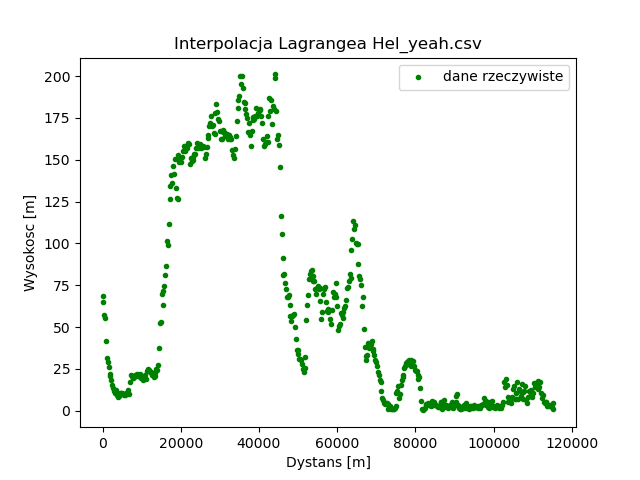 Interpolacja Lagrangea Hel_yeah.csv
dane rzeczywiste
200
175
150
125
100
75
50
25
0
Wysokosc [m]
0 20000 40000 60000 80000 100000 120000
Dystans [m]